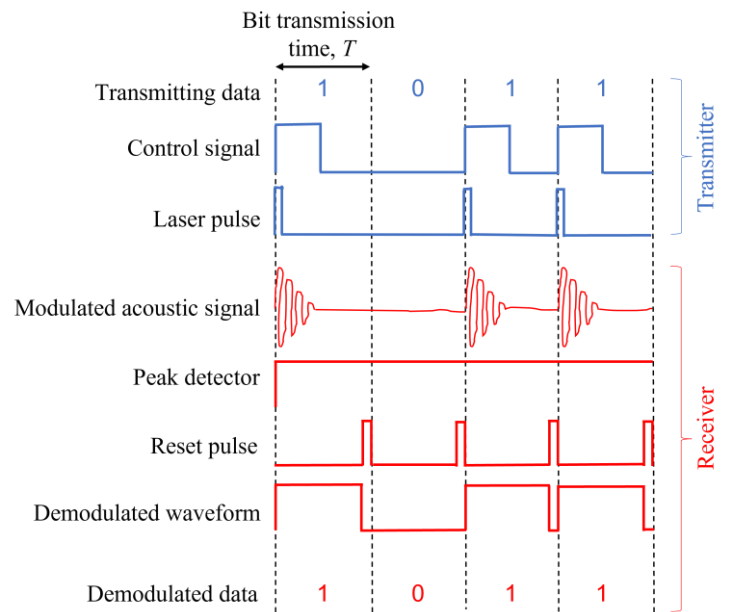 Bit transmission
time, T
Transmitting data 1 0 1 1
Control signal
Laser pulse
Transmitter
Modulated acoustic signal
Peak detector
Reset pulse
Demodulated waveform
Demodulated data 1 0 1 1
Receiver